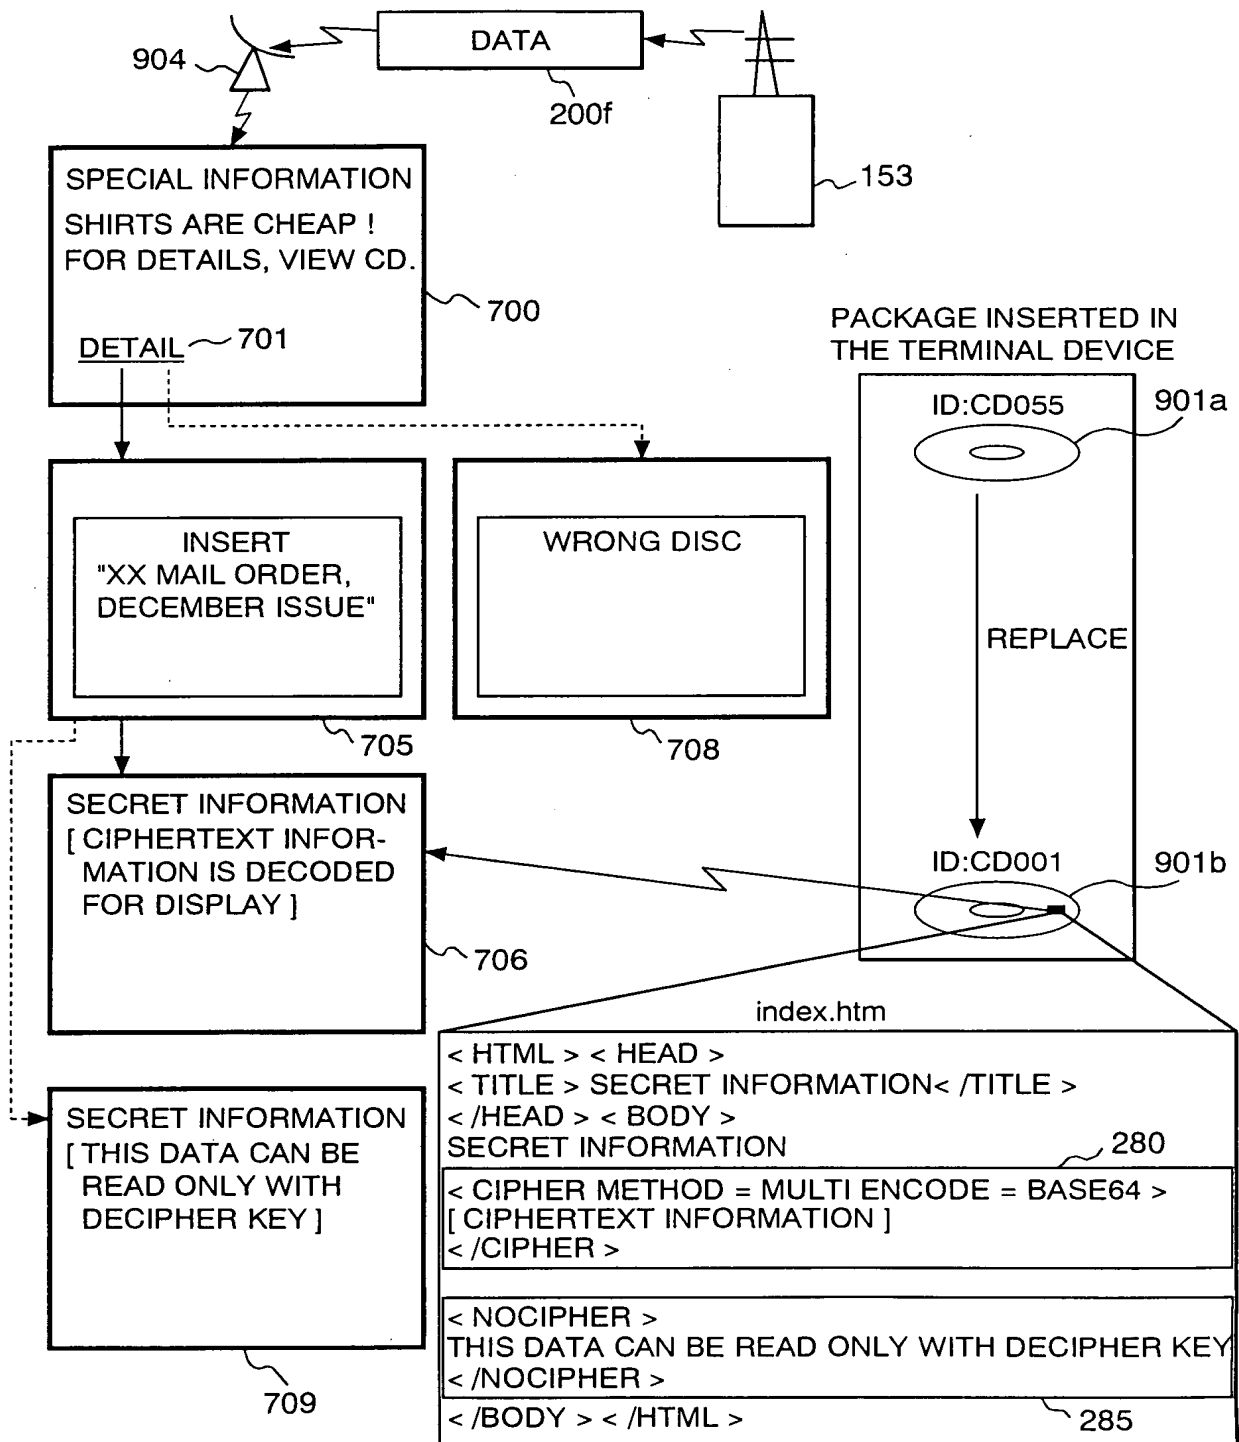 904
DATA
200f
153
SPECIAL INFORMATION
SHIRTS ARE CHEAP !
FOR DETAILS, VIEW CD.
700
DETAIL
701
PACKAGE INSERTED IN
THE TERMINAL DEVICE
ID:CD055
901a
INSERT
"XX MAIL ORDER,
DECEMBER ISSUE"
705
WRONG DISC
708
REPLACE
SECRET INFORMATION
[ CIPHERTEXT INFOR-
MATION IS DECODED
FOR DISPLAY ]
706
ID:CD001
901b
SECRET INFORMATION
[ THIS DATA CAN BE
READ ONLY WITH
DECIPHER KEY ]
709
index.htm
< HTML > < HEAD >
< TITLE > SECRET INFORMATION< /TITLE >
< /HEAD > < BODY >
SECRET INFORMATION
280
< CIPHER METHOD = MULTI ENCODE = BASE64 >
[ CIPHERTEXT INFORMATION ]
< /CIPHER >
< NOCIPHER >
THIS DATA CAN BE READ ONLY WITH DECIPHER KEY
< /NOCIPHER >
285
< /BODY > < /HTML >